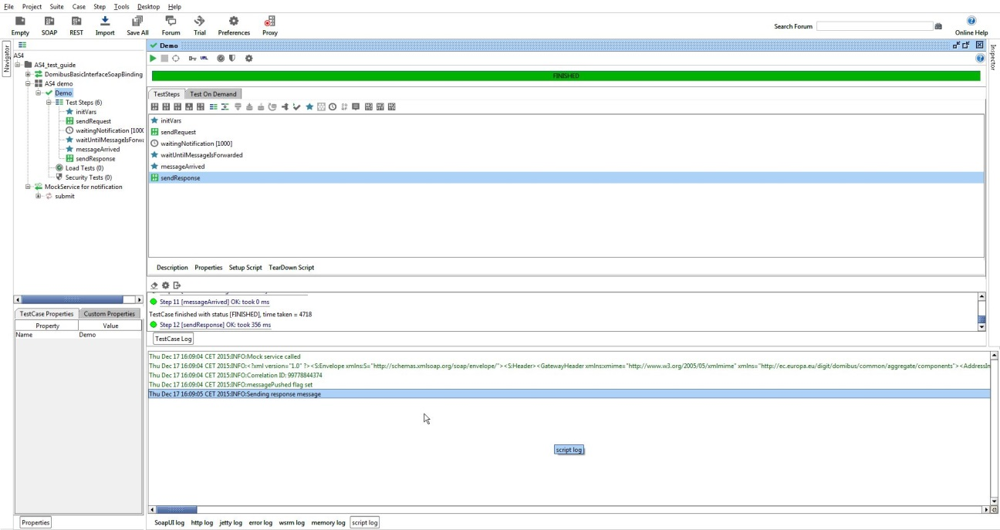 File Project Suite Case Step Tools Desktop Help
Empty SOAP REST Import Save All Forum Trial Preferences Proxy
Search Forum
Online Help
Navigator
AS4
AS4_test_guide
DomibusBasicInterfaceSoapBinding
AS4 demo
Demo
Test Steps (6)
initVars
sendRequest
waitingNotification [100
waitUntilMessageIsForwa
messageArrived
sendResponse
Load Tests (0)
Security Tests (0)
MockService for notification
submit
TestCase Properties Custom Properties
Property Value
Name Demo
Properties
Demo
FINISHED
TestSteps Test On Demand
initVars
sendRequest
waitingNotification [1000]
waitUntilMessageIsForwarded
messageArrived
sendResponse
Description Properties Setup Script TearDown Script
Step 11 [messageArrived] OK: took 0 ms
TestCase finished with status [FINISHED], time taken = 4718
Step 12 [sendResponse] OK: took 356 ms
TestCase Log
Thu Dec 17 16:09:04 CET 2015:INFO:Mock service called
Thu Dec 17 16:09:04 CET 2015:INFO:<?xml version="1.0" ?><S:Envelope xmlns:S="http://schemas.xmlsoap.org/soap/envelope/"><S:Header><GatewayHeader xmlns:xmime="http://www.w3.org/2005/05/xmlmime" xmlns="http://ec.europa.eu/digit/domibus/common/aggregate/components"><AddressIn
Thu Dec 17 16:09:04 CET 2015:INFO:Correlation ID: 99778844374
Thu Dec 17 16:09:04 CET 2015:INFO:messagePushed flag set
Thu Dec 17 16:09:05 CET 2015:INFO:Sending response message
script log
SoapUI log http log jetty log error log wsrm log memory log script log
Inspector